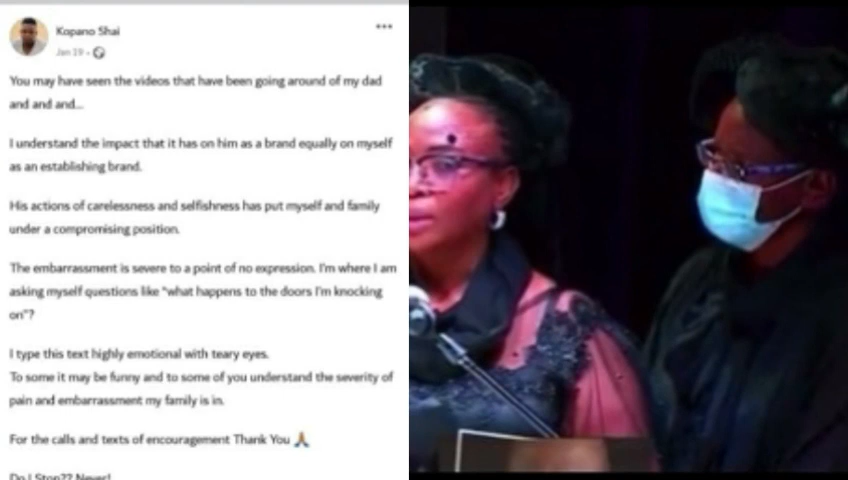 Kopano Shai
Jan 19 ·
You may have seen the videos that have been going around of my dad
and and and...
I understand the impact that it has on him as a brand equally on myself
as an establishing brand.
His actions of carelessness and selfishness has put myself and family
under a compromising position.
The embarrassment is severe to a point of no expression. I'm where I am
asking myself questions like "what happens to the doors I'm knocking
on"?
I type this text highly emotional with teary eyes.
To some it may be funny and to some of you understand the severity of
pain and embarrassment my family is in.
For the calls and texts of encouragement Thank You 🙏🏾
Do I Stop?? Never!